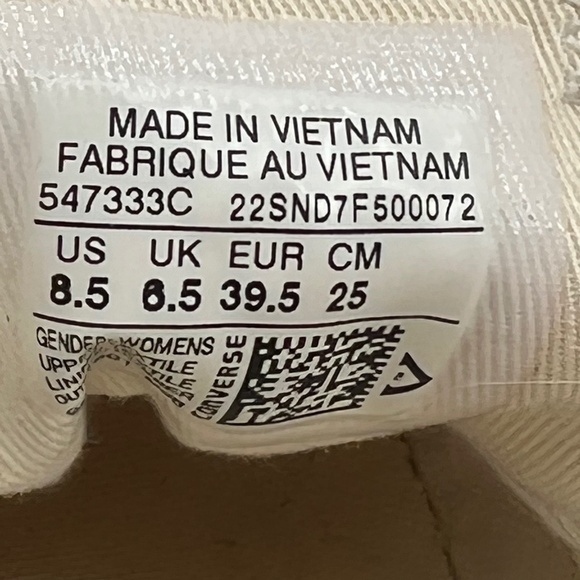 MADE IN VIETNAM
FABRIQUE AU VIETNAM
547333C 22SND7F500072
US UK EUR CM
8.5 6.5 39.5 25
GENDER WOMENS
CONVERSE